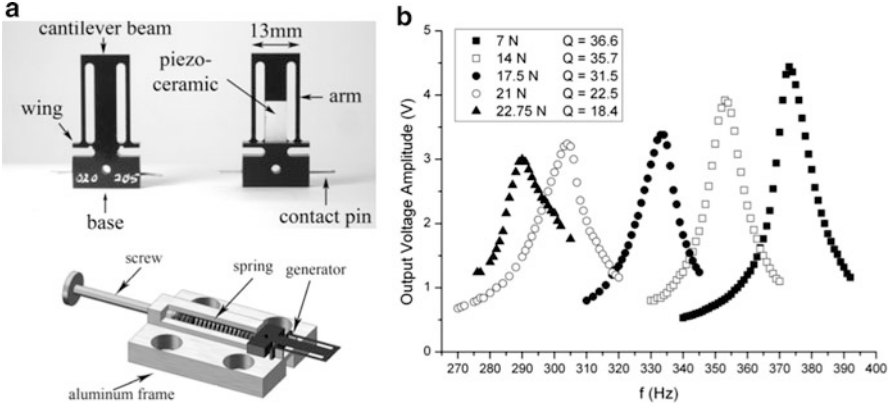 a
cantilever beam
13mm
piezo-
ceramic
arm
wing
base
contact pin
screw
spring
generator
aluminum frame
b
Output Voltage Amplitude (V)
5
4
3
2
1
0
7 N Q = 36.6
14 N Q = 35.7
17.5 N Q = 31.5
21 N Q = 22.5
22.75 N Q = 18.4
270 280 290 300 310 320 330 340 350 360 370 380 390 400
f (Hz)